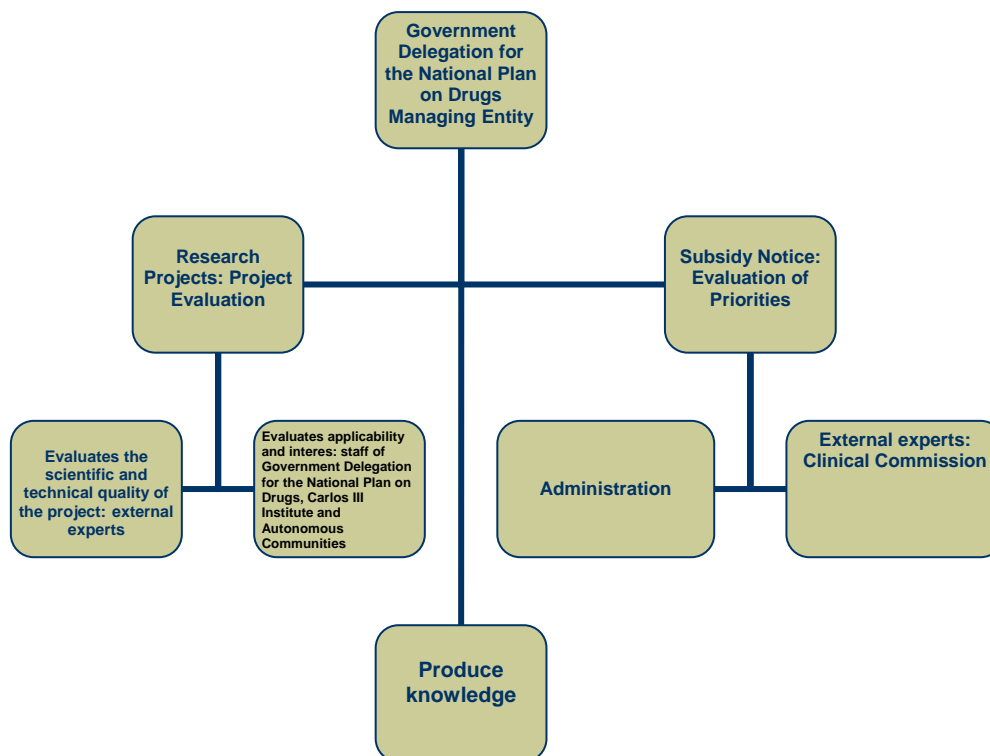 Government
Delegation for
the National Plan
on Drugs
Managing Entity
Research
Projects: Project
Evaluation
Subsidy Notice:
Evaluation of
Priorities
Evaluates the
scientific and
technical quality of
the project: external
experts
Evaluates applicability
and interes: staff of
Government Delegation
for the National Plan on
Drugs, Carlos III
Institute and
Autonomous
Communities
Administration
External experts:
Clinical Commission
Produce
knowledge